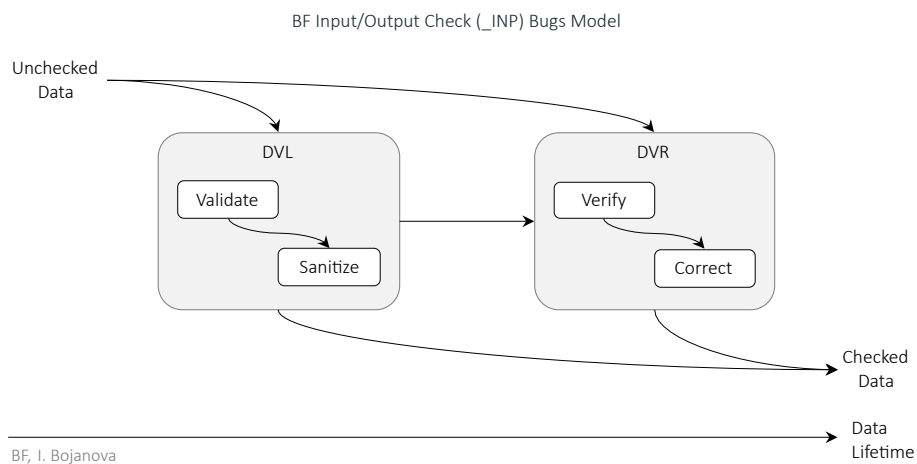 BF Input/Output Check (_INP) Bugs Model
Unchecked
Data
DVL
DVR
Validate
Verify
Sanitize
Correct
Checked
Data
Data
Lifetime
BF, I. Bojanova